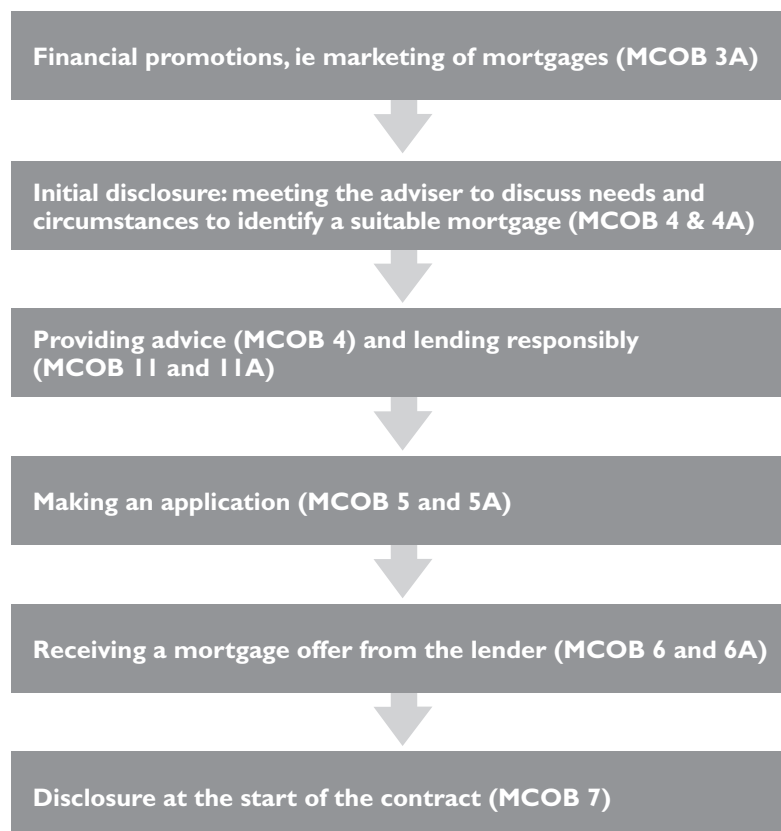 Financial promotions, ie marketing of mortgages (MCOB 3A)
Initial disclosure: meeting the adviser to discuss needs and
circumstances to identify a suitable mortgage (MCOB 4 & 4A)
Providing advice (MCOB 4) and lending responsibly
(MCOB 11 and 11A)
Making an application (MCOB 5 and 5A)
Receiving a mortgage offer from the lender (MCOB 6 and 6A)
Disclosure at the start of the contract (MCOB 7)